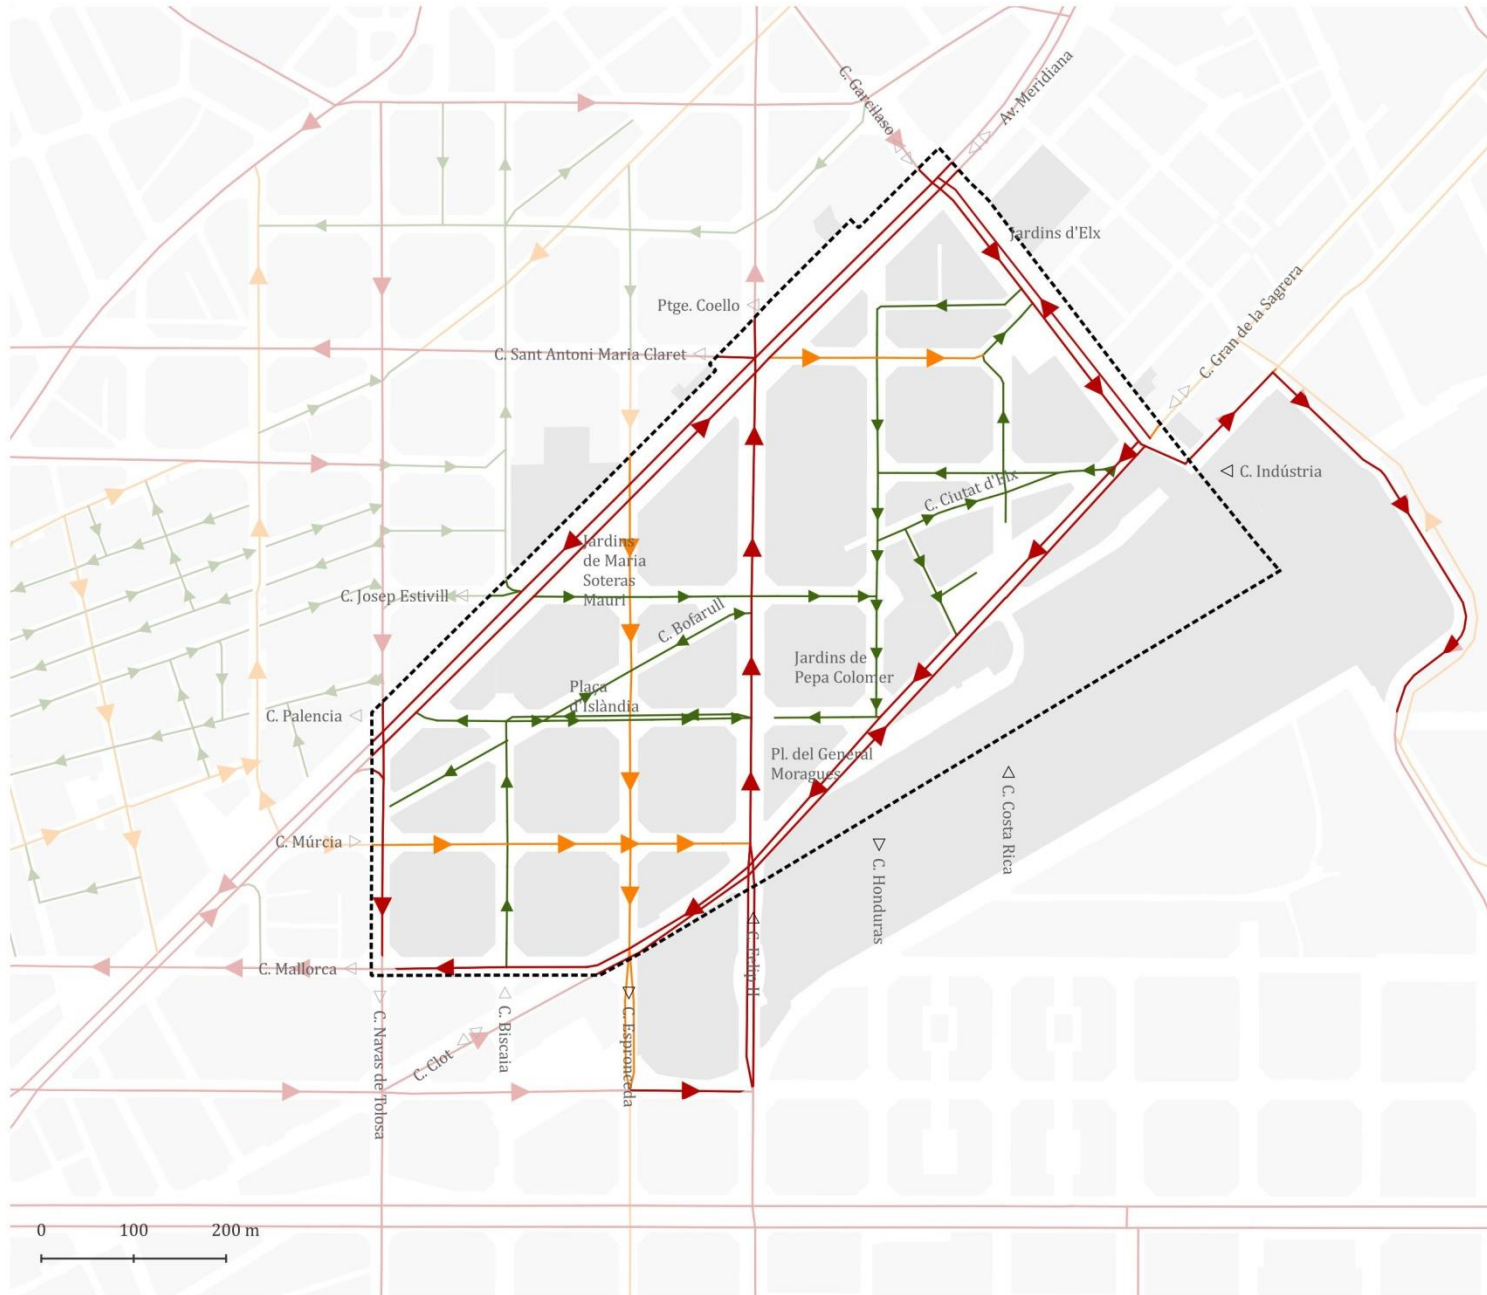 C. Garcilaso
Av. Meridiana
Jardins d'Elx
C. Gran de la Sagrera
Ptge. Coello
C. Sant Antoni Maria Claret
C. Indústria
C. Ciutat d'Elx
Jardins
de Maria
Soteras
Mauri
C. Josep Estivill
C. Bofarull
Jardins de
Pepa Colomer
Plaça
d'Islàndia
C. Palencia
Pl. del General
Moragues
C. Costa Rica
C. Múrcia
C. Honduras
C. Mallorca
C. Felip II
C. Navas de Tolosa
C. Biscaia
C. Espronceda
C. Clot
0 100 200 m